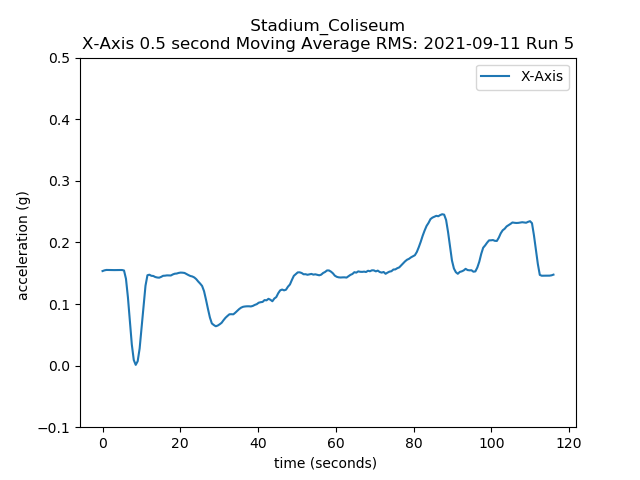 Stadium_Coliseum
X-Axis 0.5 second Moving Average RMS: 2021-09-11 Run 5
X-Axis
0.5
0.4
0.3
0.2
0.1
0.0
−0.1
acceleration (g)
0 20 40 60 80 100 120
time (seconds)